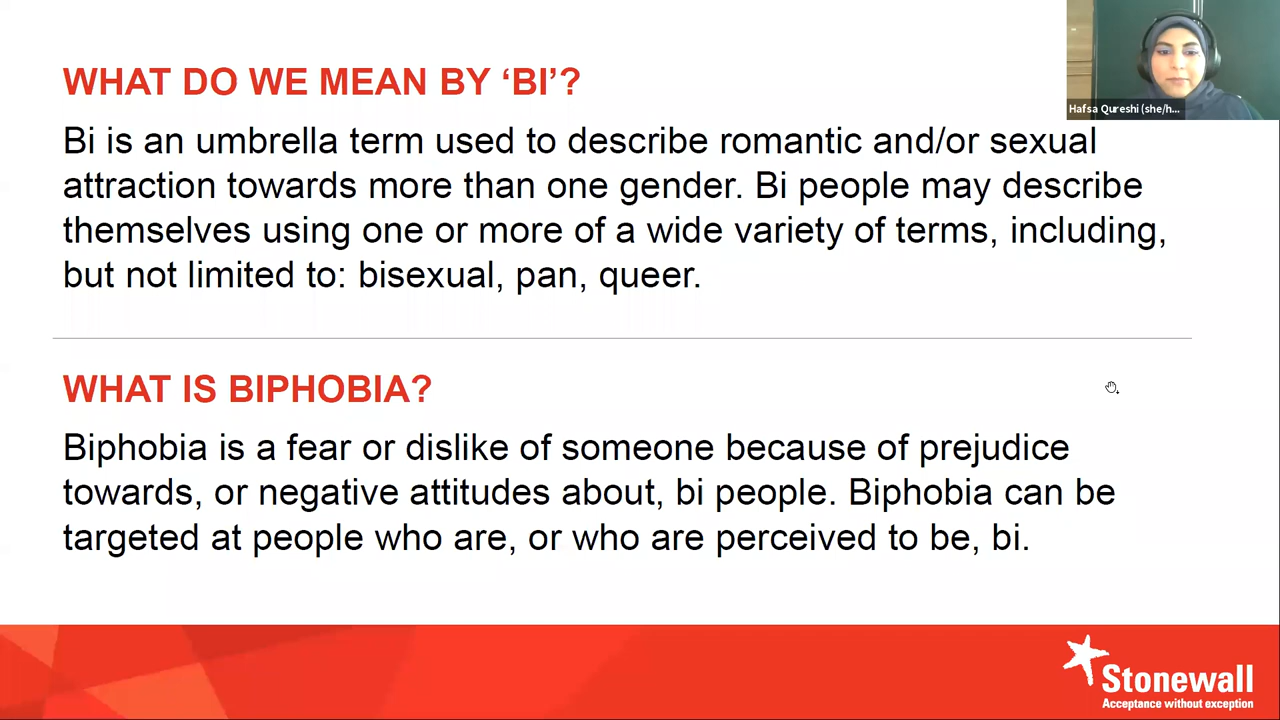 WHAT DO WE MEAN BY ‘BI’?
Hafsa Qureshi (she/h...
Bi is an umbrella term used to describe romantic and/or sexual
attraction towards more than one gender. Bi people may describe
themselves using one or more of a wide variety of terms, including,
but not limited to: bisexual, pan, queer.
WHAT IS BIPHOBIA?
Biphobia is a fear or dislike of someone because of prejudice
towards, or negative attitudes about, bi people. Biphobia can be
targeted at people who are, or who are perceived to be, bi.
Stonewall
Acceptance without exception